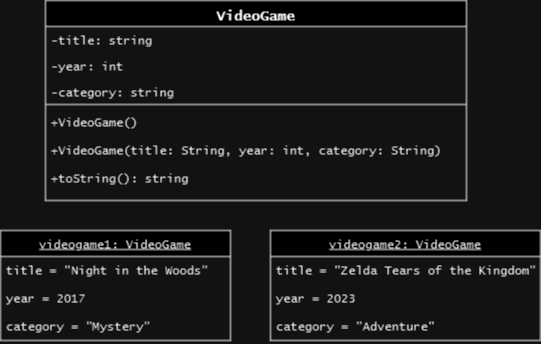 VideoGame
-title: string
-year: int
-category: string
+VideoGame()
+VideoGame(title: String, year: int, category: String)
+toString(): string
videogame1: VideoGame
title = "Night in the Woods"
year = 2017
category = "Mystery"
videogame2: VideoGame
title = "Zelda Tears of the Kingdom"
year = 2023
category = "Adventure"